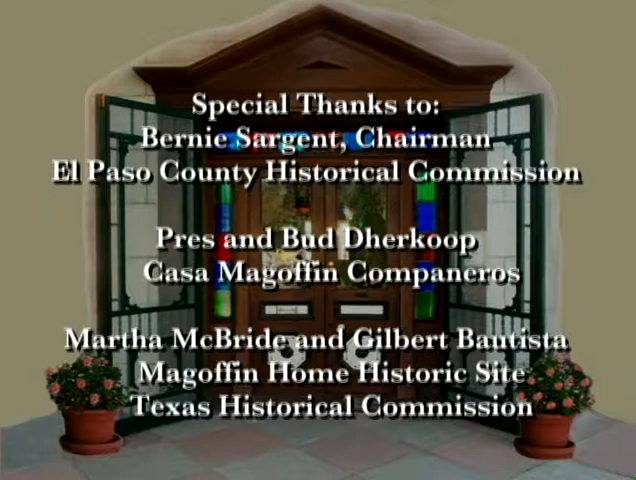 Special Thanks to:
Bernie Sargent, Chairman
El Paso County Historical Commission
Pres and Bud Dherkoop
Casa Magoffin Companeros
Martha McBride and Gilbert Bautista
Magoffin Home Historic Site
Texas Historical Commission